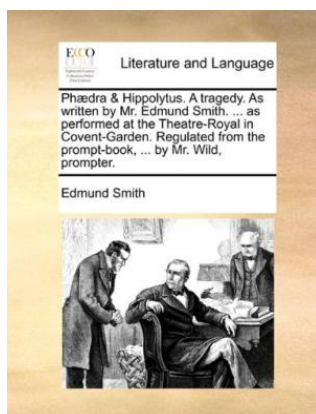 ECCO
Literature and Language
Phædra & Hippolytus. A tragedy. As
written by Mr. Edmund Smith. ... as
performed at the Theatre-Royal in
Covent-Garden. Regulated from the
prompt-book, ... by Mr. Wild,
prompter.
Edmund Smith